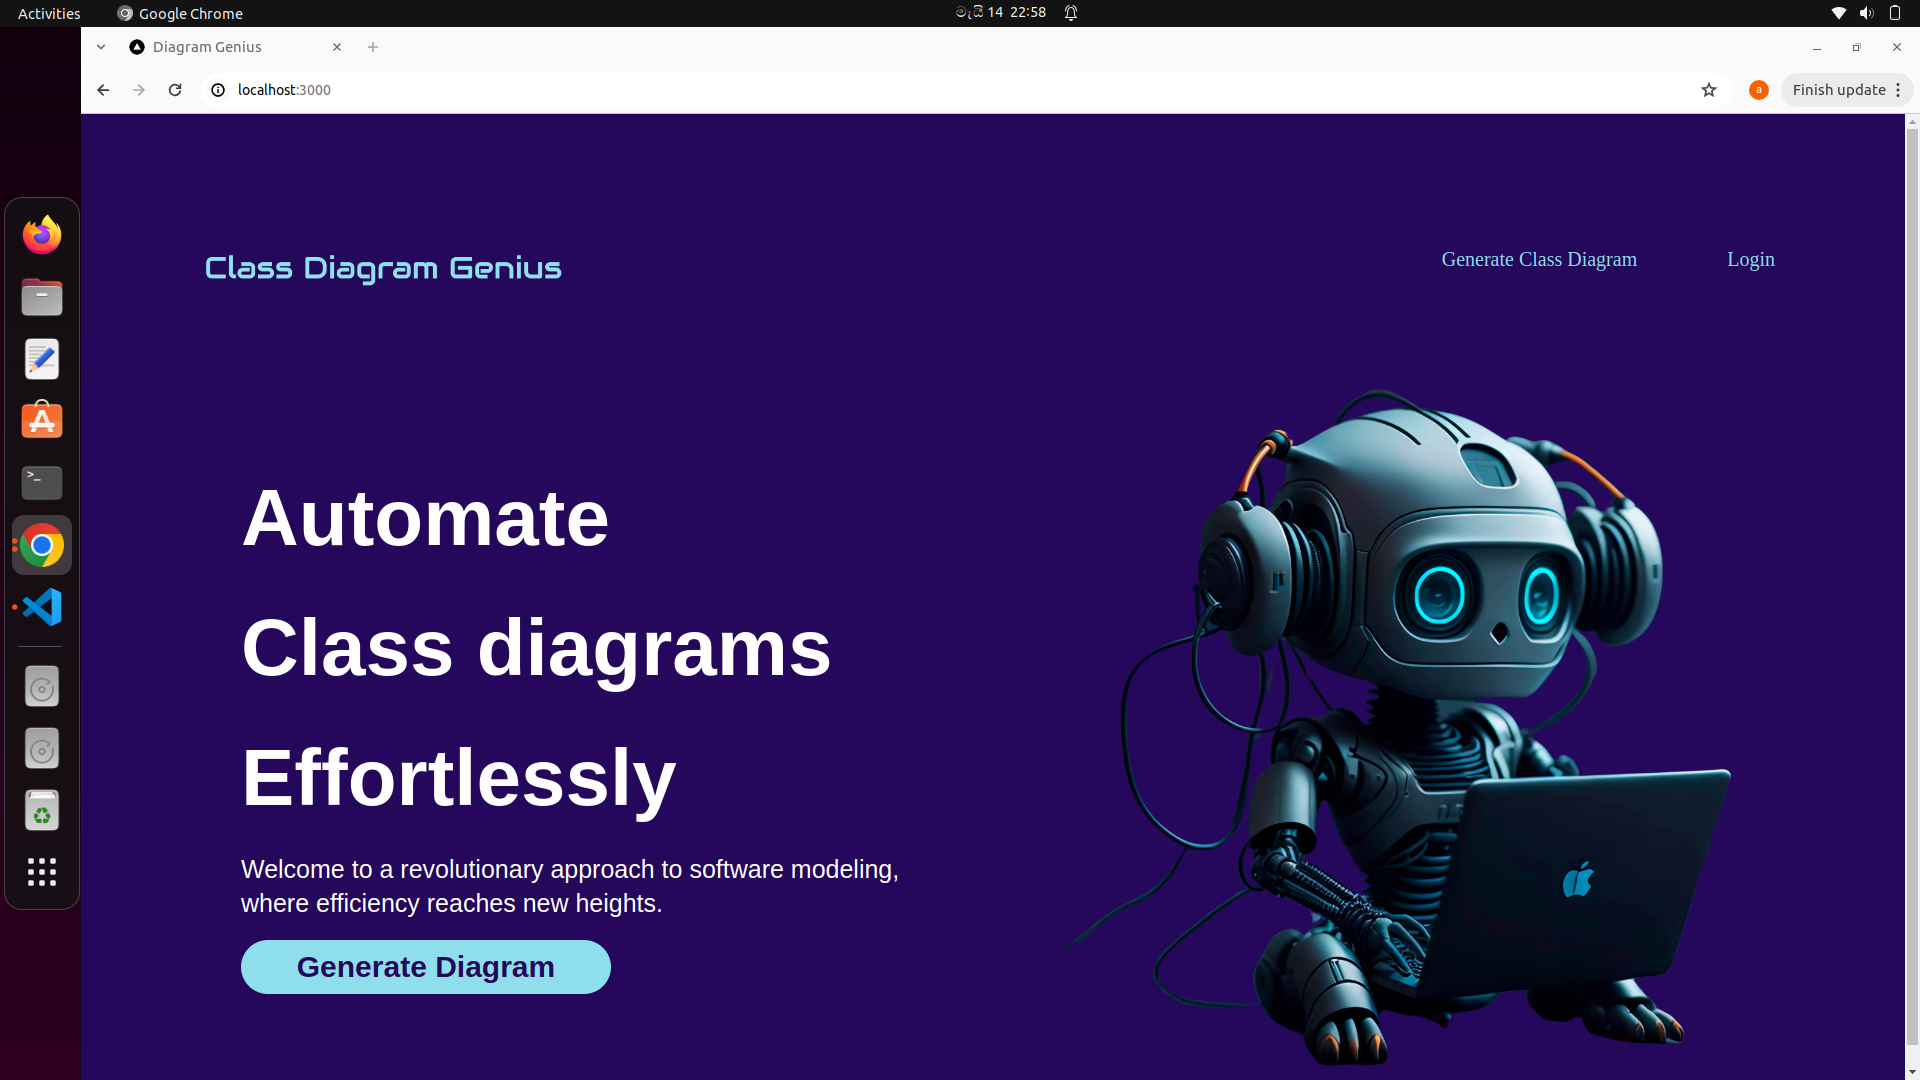 Activities
Google Chrome
මැයි 14 22:58
Diagram Genius
localhost:3000
a
Finish update
Class Diagram Genius
Generate Class Diagram
Login
Automate
Class diagrams
Effortlessly
Welcome to a revolutionary approach to software modeling,
where efficiency reaches new heights.
Generate Diagram